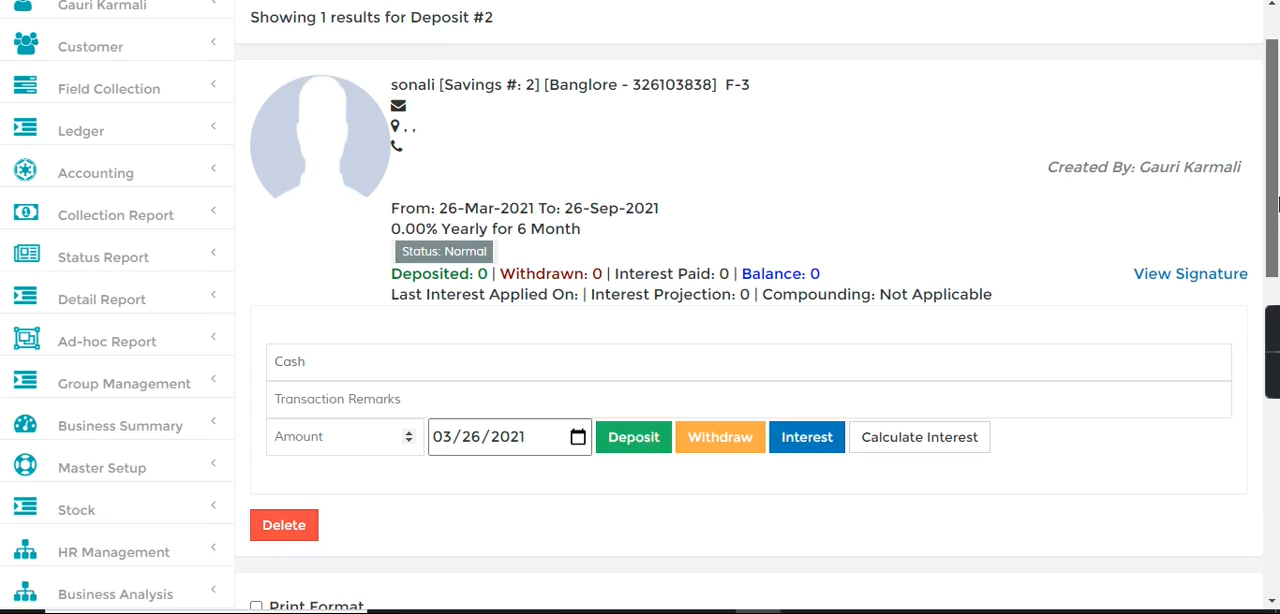 Gauri Karmali
Customer
Field Collection
Ledger
Accounting
Collection Report
Status Report
Detail Report
Ad-hoc Report
Group Management
Business Summary
Master Setup
Stock
HR Management
Business Analysis
Showing 1 results for Deposit #2
sonali [Savings #: 2] [Banglore - 326103838] F-3
, ,
Created By: Gauri Karmali
From: 26-Mar-2021 To: 26-Sep-2021
0.00% Yearly for 6 Month
Status: Normal
Deposited: 0 | Withdrawn: 0 | Interest Paid: 0 | Balance: 0
View Signature
Last Interest Applied On: | Interest Projection: 0 | Compounding: Not Applicable
Cash
Transaction Remarks
Amount 03/26/2021 Deposit Withdraw Interest Calculate Interest
Delete
Print Format